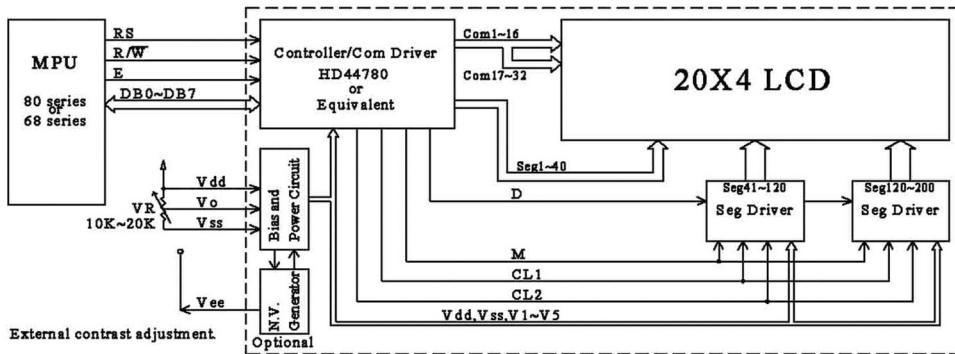 MPU
80 series
or
68 series
RS
R/W
E
DB0~DB7
Controller/Com Driver
HD44780
or
Equivalent
Com1~16
Com17~32
20X4 LCD
Seg1~40
D
Seg41~120
Seg Driver
Seg120~200
Seg Driver
Vdd
Vo
Vss
VR
10K~20K
Bias and
Power Circuit
M
CL1
CL2
Vdd,Vss,V1~V5
Vee
N.V.
Generator
Optional
External contrast adjustment.